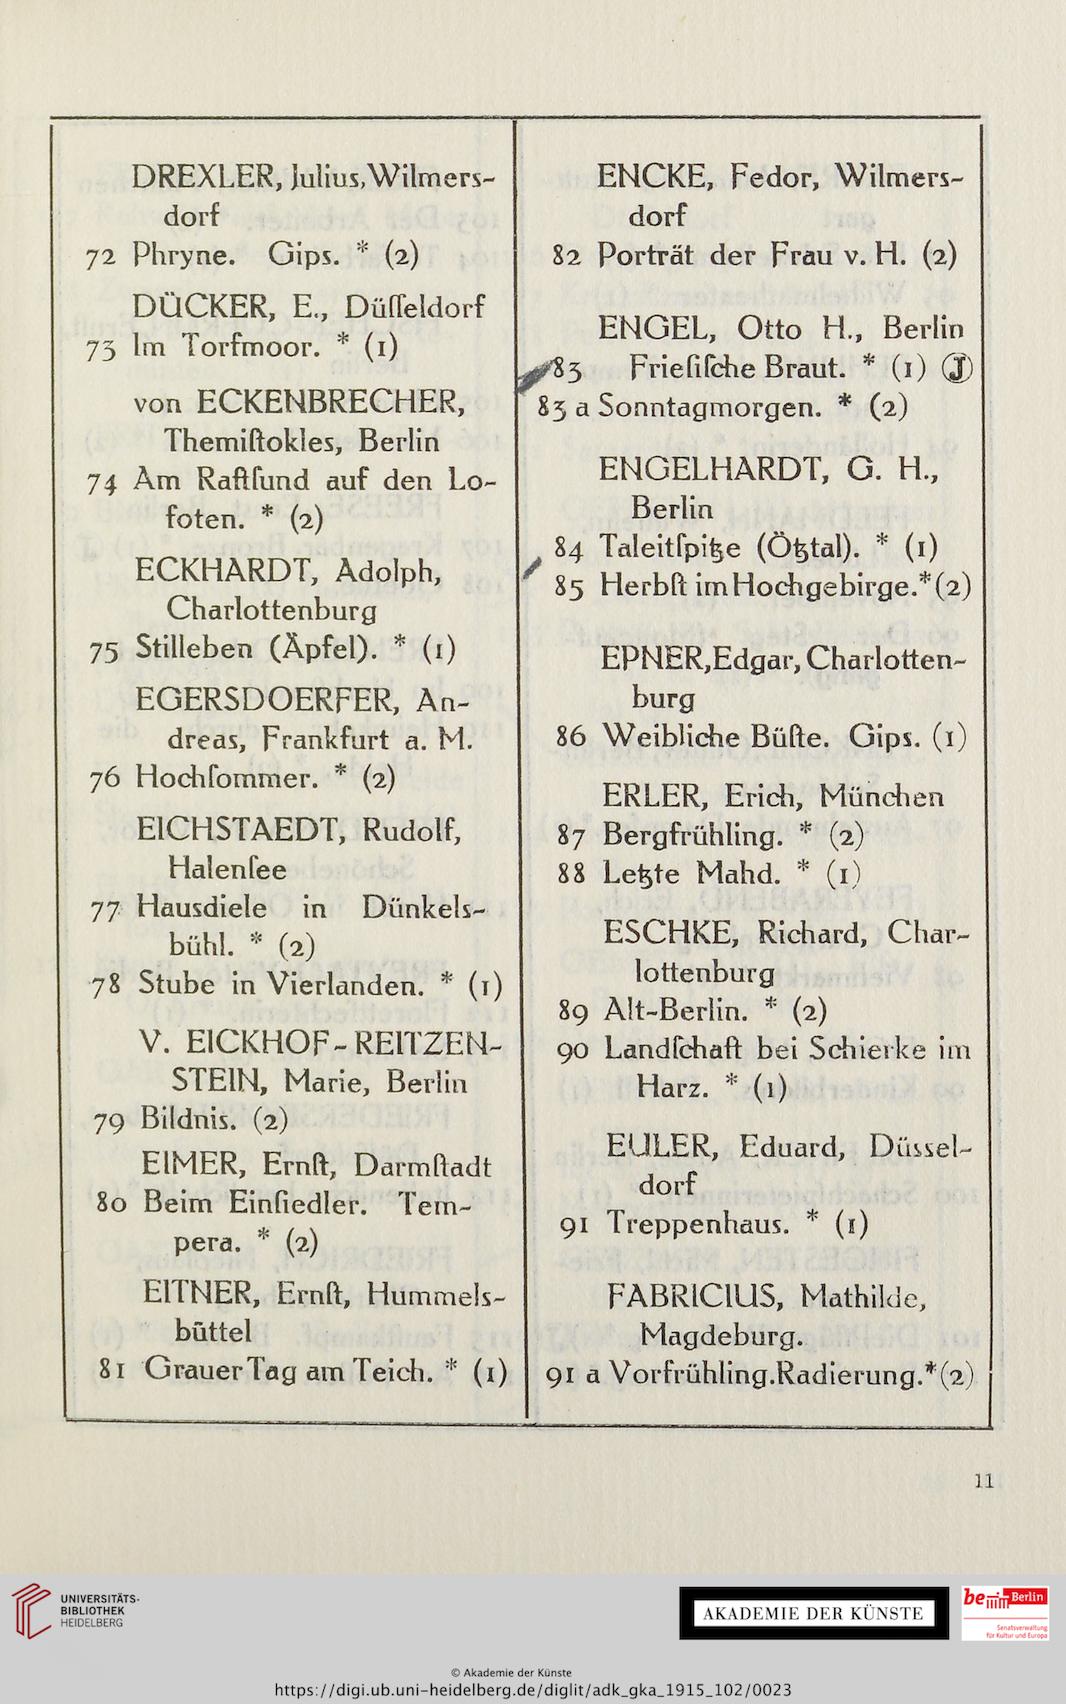 DREXLER, Julius, Wilmers-
dorf
72 Phryne. Gips. * (2)
DÜCKER, E., Düſſeldorf
73 Im Torfmoor. * (1)
von ECKENBRECHER,
Themiſtokles, Berlin
74 Am Raftſund auf den Lo-
foten. * (2)
ECKHARDT, Adolph,
Charlottenburg
75 Stilleben (Äpfel). * (1)
EGERSDOERFER, An-
dreas, Frankfurt a. M.
76 Hochſommer. * (2)
EICHSTAEDT, Rudolf,
Halenſee
77 Hausdiele in Dünkels-
bühl. * (2)
78 Stube in Vierlanden. * (1)
V. EICKHOF-REITZEN-
STEIN, Marie, Berlin
79 Bildnis. (2)
EIMER, Ernſt, Darmſtadt
80 Beim Einſiedler. Tem-
pera. * (2)
EITNER, Ernſt, Hummels-
büttel
81 Grauer Tag am Teich. * (1)
ENCKE, Fedor, Wilmers-
dorf
82 Porträt der Frau v. H. (2)
ENGEL, Otto H., Berlin
83 Frieſiſche Braut. * (1) Ⓙ
83 a Sonntagmorgen. * (2)
ENGELHARDT, G. H.,
Berlin
84 Taleitſpitze (Ötztal). * (1)
85 Herbſt im Hochgebirge.* (2)
EPNER, Edgar, Charlotten-
burg
86 Weibliche Büſte. Gips. (1)
ERLER, Erich, München
87 Bergfrühling. * (2)
88 Letzte Mahd. * (1)
ESCHKE, Richard, Char-
lottenburg
89 Alt-Berlin. * (2)
90 Landſchaft bei Schierke im
Harz. * (1)
EULER, Eduard, Düssel-
dorf
91 Treppenhaus. * (1)
FABRICIUS, Mathilde,
Magdeburg.
91 a Vorfrühling. Radierung.* (2)
11
UNIVERSITÄTS-
BIBLIOTHEK
HEIDELBERG
AKADEMIE DER KÜNSTE
be Berlin
Senatsverwaltung
für Kultur und Europa
© Akademie der Künste
https://digi.ub.uni-heidelberg.de/diglit/adk_gka_1915_102/0023